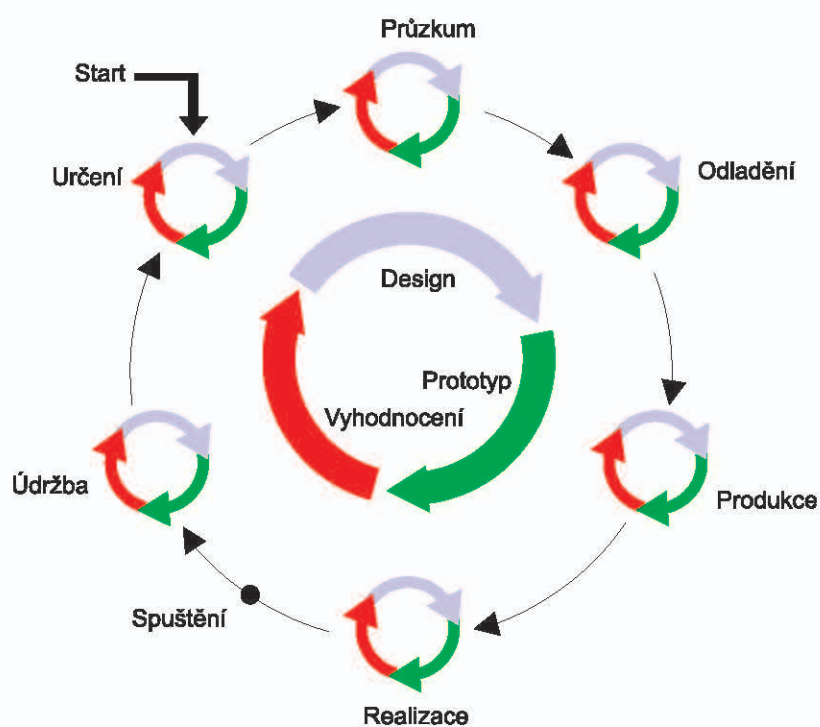 Průzkum
Start
Určení
Odladění
Design
Prototyp
Vyhodnocení
Údržba
Produkce
Spuštění
Realizace